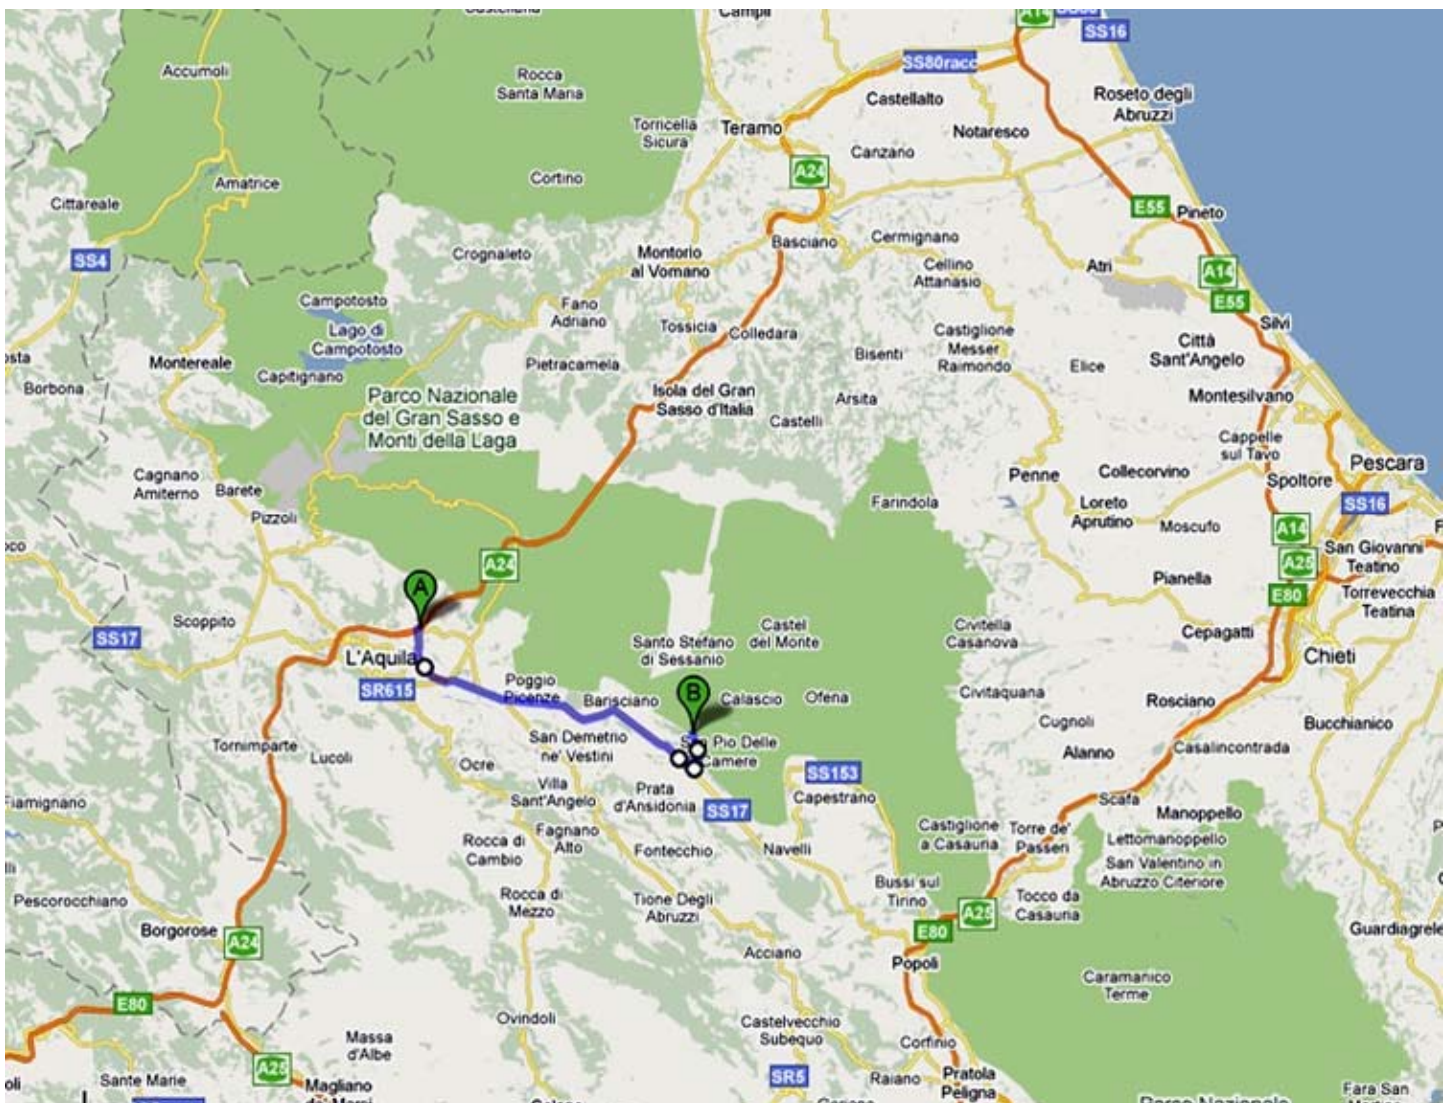 Campli
A14
SS16
Accumoli
SS80racc
Rocca
Santa Maria
Castellalto
Roseto degli
Abruzzi
Torricella
Sicura
Teramo
Notaresco
Canzano
A24
Cortino
Amatrice
Cittareale
E55
Pineto
SS4
Crognaleto
Montorio
al Vomano
Basciano
Cermignano
Cellino
Attanasio
Atri
A14
E55
Campotosto
Fano
Adriano
Lago di
Campotosto
Tossicia
Colledara
Castiglione
Messer
Raimondo
Silvi
Città
Sant'Angelo
Montereale
Capitignano
Pietracamela
Bisenti
Elice
Borbona
Parco Nazionale
del Gran Sasso e
Monti della Laga
Isola del Gran
Sasso d'Italia
Arsita
Castelli
Montesilvano
Cappelle
sul Tavo
Pescara
Cagnano
Amiterno
Barete
Penne
Collecorvino
Spoltore
Farindola
Loreto
Aprutino
SS16
Pizzoli
Moscufo
A14
San Giovanni
Teatino
A24
A25
A
Pianella
E80
Torrevecchia
Teatina
Scoppito
SS17
Santo Stefano
di Sessanio
Castel
del Monte
Civitella
Casanova
Cepagatti
L'Aquila
Chieti
SR615
Poggio
Picenze
Barisciano
B
Calascio
Ofena
Civitaquana
Rosciano
Cugnoli
Bucchianico
Tornimparte
Lucoli
San Demetrio
ne' Vestini
San Pio Delle
Camere
Alanno
Casalincontrada
Ocre
Villa
Sant'Angelo
Prata
d'Ansidonia
SS153
Capestrano
SS17
Fiamignano
Scafa
Manoppello
Rocca di
Cambio
Fagnano
Alto
Fontecchio
Navelli
Castiglione
a Casauria
Torre de'
Passeri
Lettomanoppello
San Valentino in
Abruzzo Citeriore
Pescorocchiano
Rocca di
Mezzo
Tione Degli
Abruzzi
Bussi sul
Tirino
Tocco da
Casauria
A25
Borgorose
A24
E80
Guardiagrele
Acciano
Popoli
Caramanico
Terme
E80
Ovindoli
Castelvecchio
Subequo
Massa
d'Albe
Corfinio
A25
Sante Marie
Magliano
SR5
Raiano
Pratola
Peligna
Fara San
Parco Nazionale